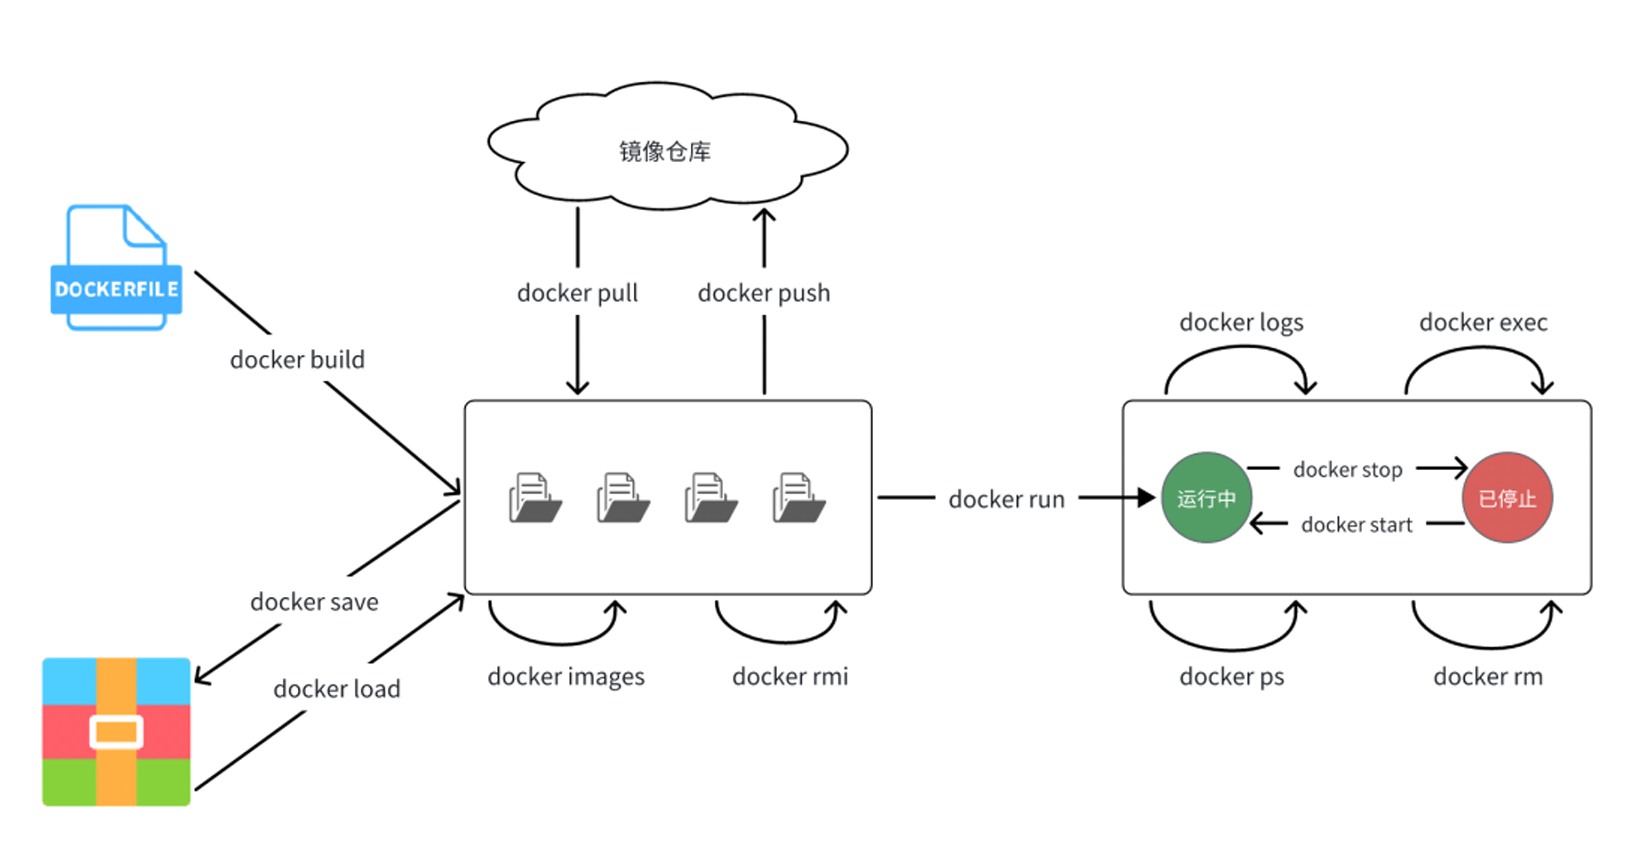 镜像仓库
DOCKERFILE
docker pull
docker push
docker build
docker logs
docker exec
docker run
运行中
docker stop
docker start
已停止
docker save
docker load
docker images
docker rmi
docker ps
docker rm